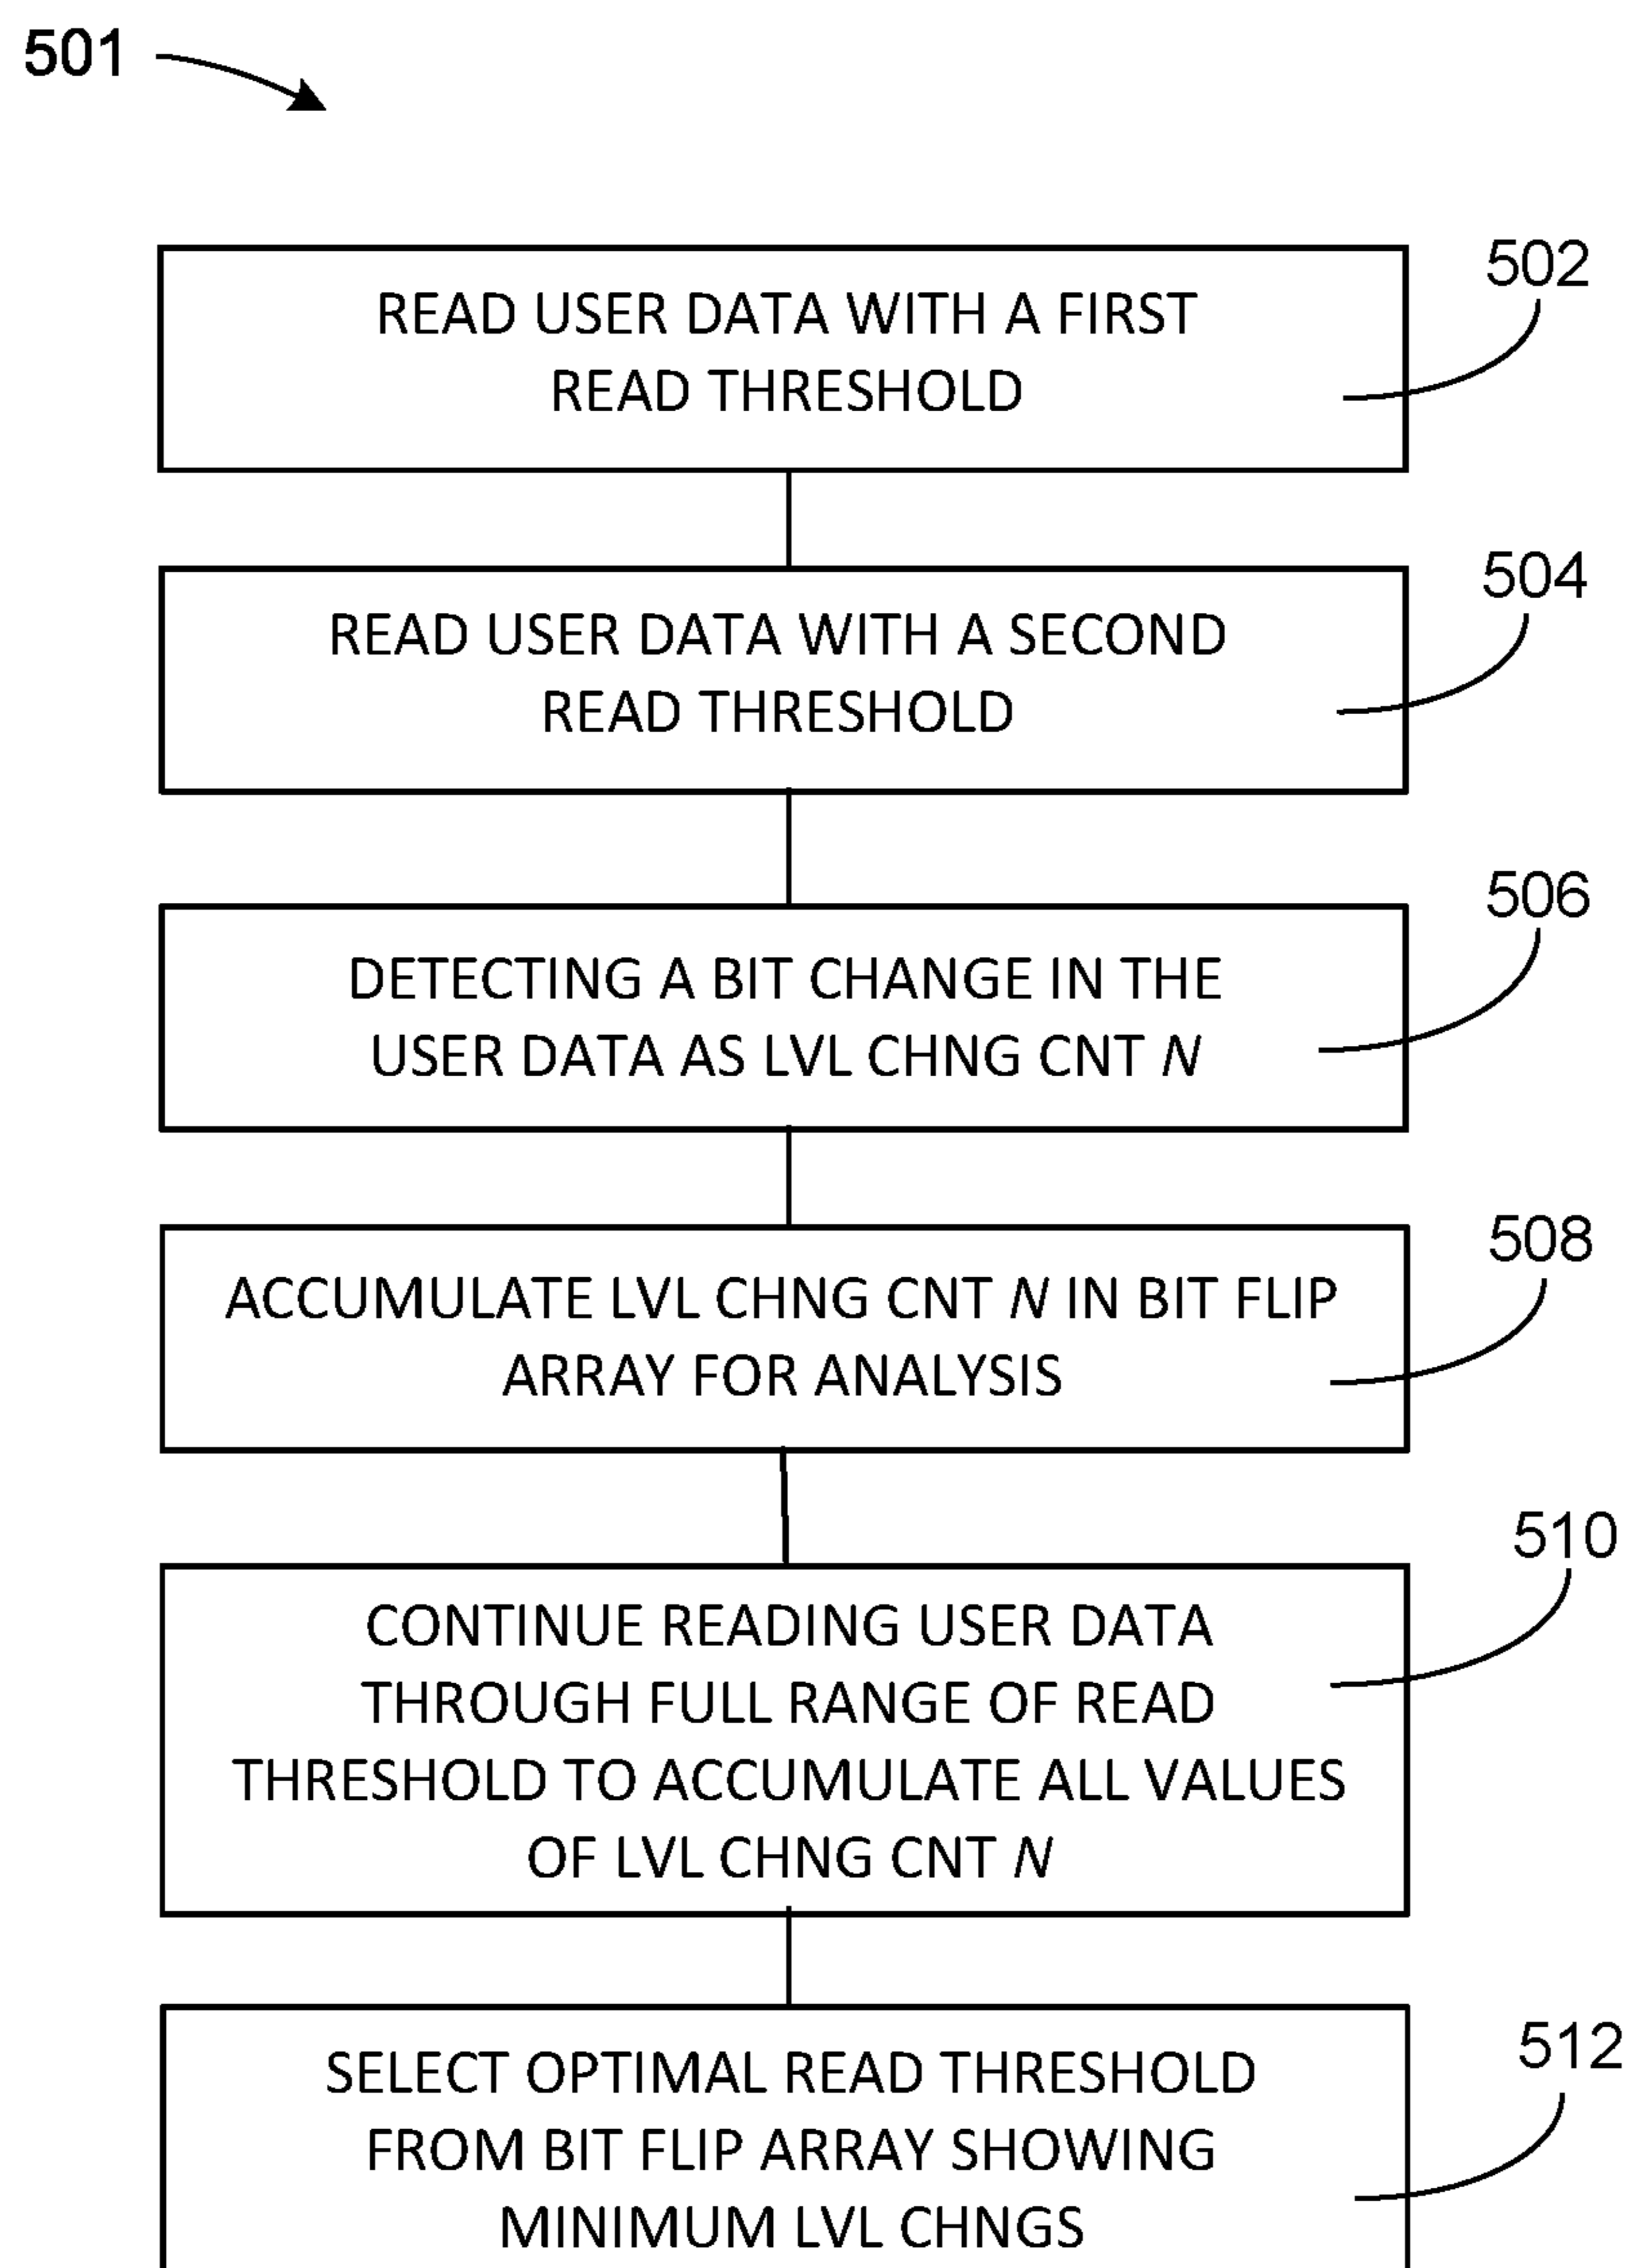 501
502
READ USER DATA WITH A FIRST
READ THRESHOLD
504
READ USER DATA WITH A SECOND
READ THRESHOLD
506
DETECTING A BIT CHANGE IN THE
USER DATA AS LVL CHNG CNT N
508
ACCUMULATE LVL CHNG CNT N IN BIT FLIP
ARRAY FOR ANALYSIS
510
CONTINUE READING USER DATA
THROUGH FULL RANGE OF READ
THRESHOLD TO ACCUMULATE ALL VALUES
OF LVL CHNG CNT N
512
SELECT OPTIMAL READ THRESHOLD
FROM BIT FLIP ARRAY SHOWING
MINIMUM LVL CHNGS